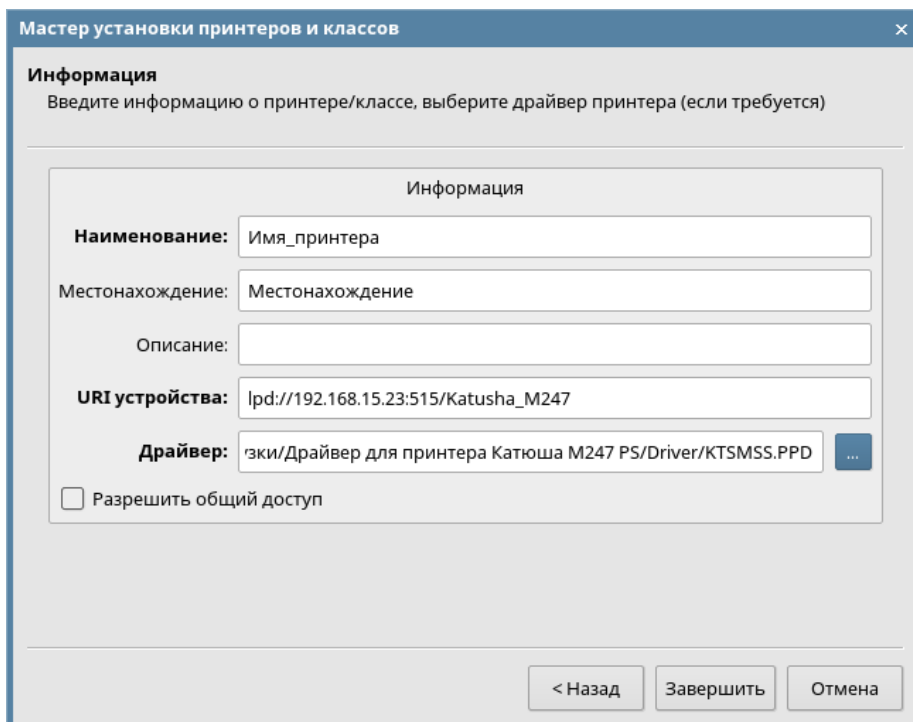 Мастер установки принтеров и классов
Информация
Введите информацию о принтере/классе, выберите драйвер принтера (если требуется)
Информация
Наименование: Имя_принтера
Местонахождение: Местонахождение
Описание:
URI устройства: lpd://192.168.15.23:515/Katusha_M247
Драйвер: зки/Драйвер для принтера Катюша M247 PS/Driver/KTSMSS.PPD ...
Разрешить общий доступ
< Назад Завершить Отмена